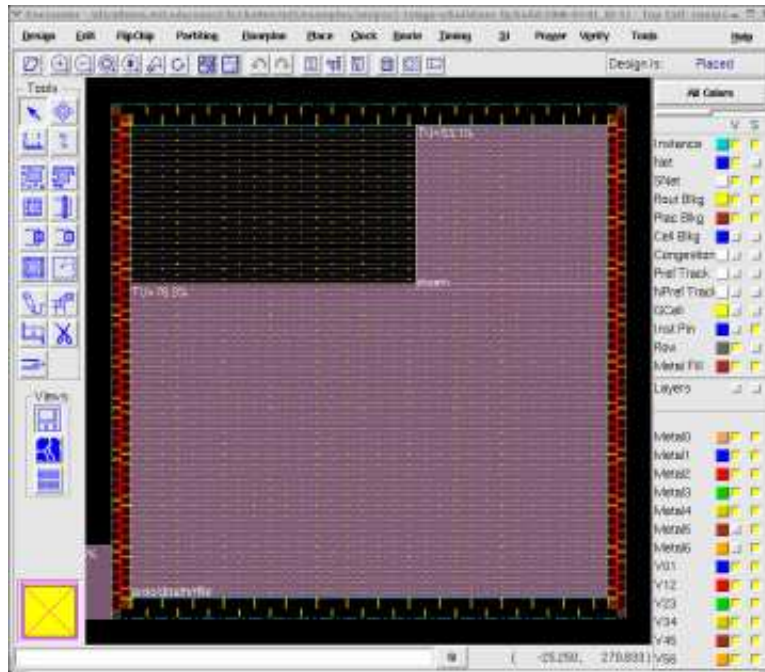 Design Edit FlipChip Partition Floorplan Place Clock Route Timing SI Power Verify Tools Help
Design is: Placed
Tools
All Colors
V S
Instance
Net
SNet
Rout Blkg
Plac Blkg
Cell Blkg
Congestion
Pref Track
NPref Track
GCell
Inst Pin
Row
Metal Fill
Layers
Views
Metal0
Metal1
Metal2
Metal3
Metal4
Metal5
Metal6
V01
V12
V23
V34
V45
V56